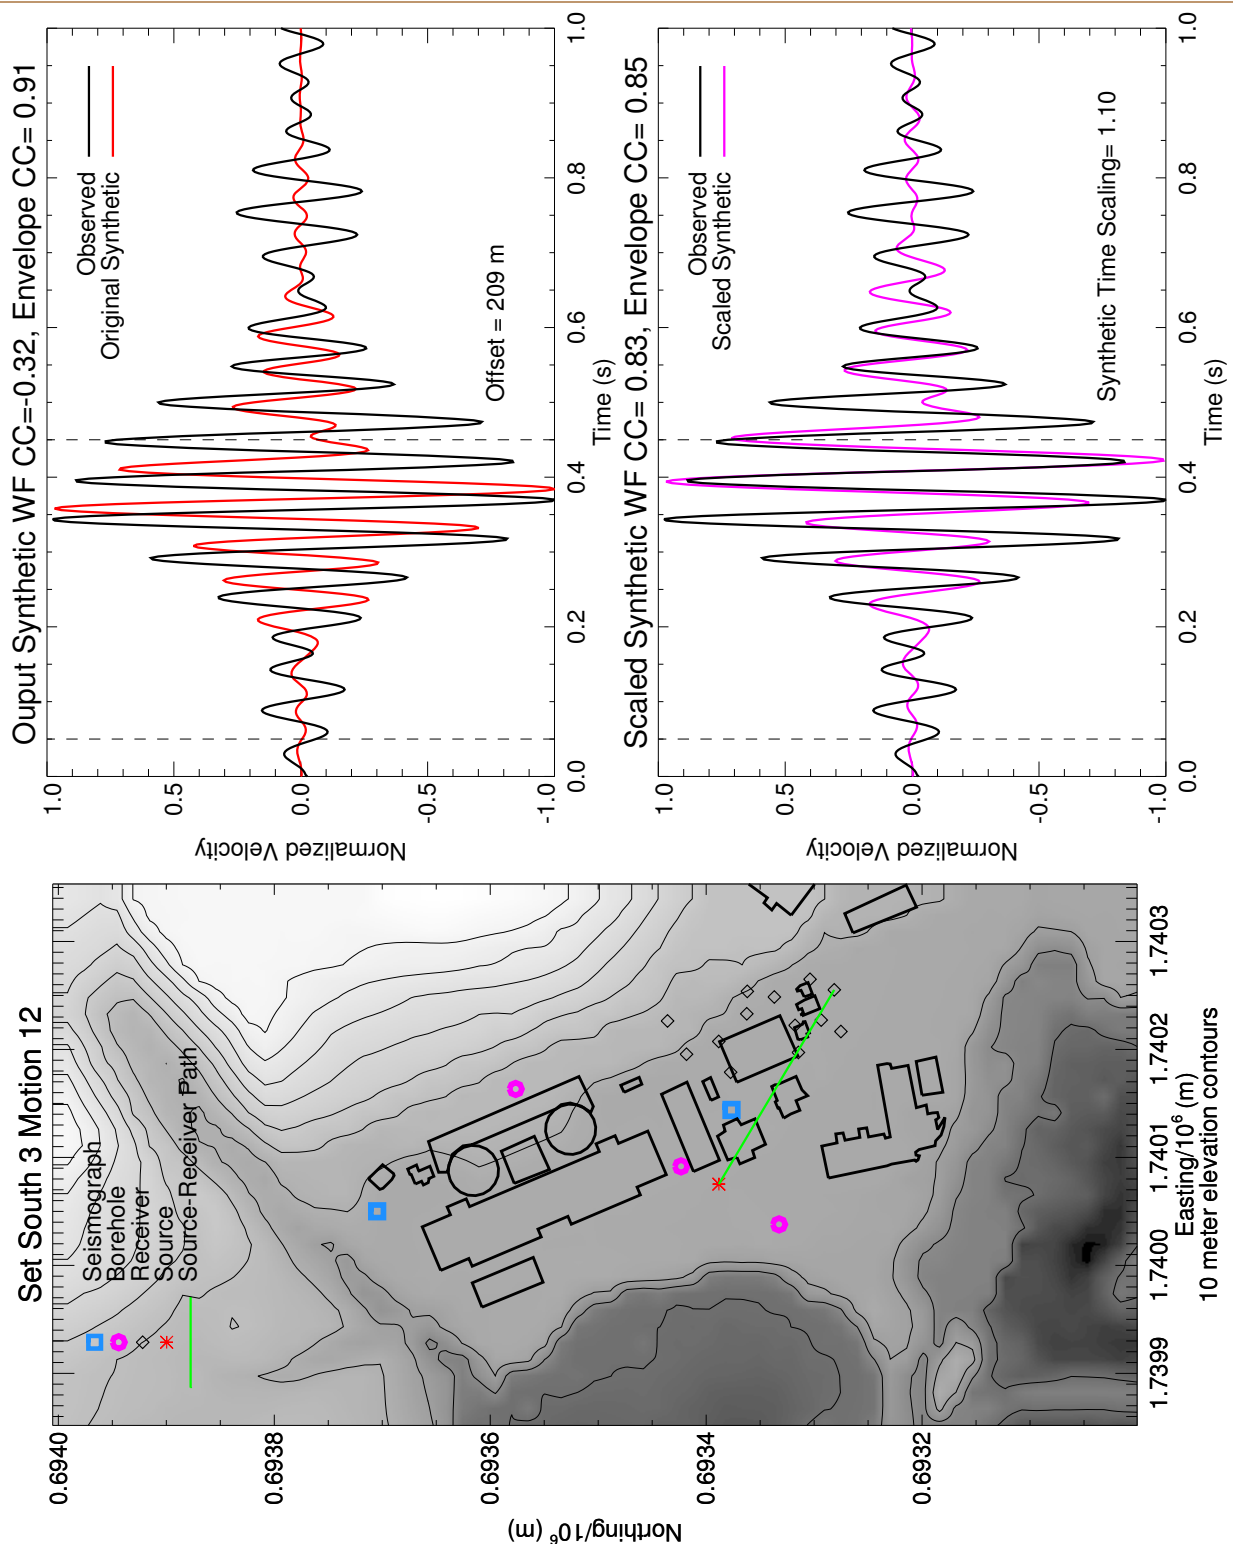 Set South 3 Motion 12
Seismograph
Borehole
Receiver
Source
Source-Receiver Path
0.6940
0.6938
0.6936
0.6934
0.6932
Northing/10⁶ (m)
1.7399
1.7400
1.7401
1.7402
1.7403
Easting/10⁶ (m)
10 meter elevation contours
Ouput Synthetic WF CC=-0.32, Envelope CC= 0.91
Observed
Original Synthetic
Offset = 209 m
1.0
0.5
0.0
-0.5
-1.0
Normalized Velocity
0.0
0.2
0.4
0.6
0.8
1.0
Time (s)
Scaled Synthetic WF CC= 0.83, Envelope CC= 0.85
Observed
Scaled Synthetic
Synthetic Time Scaling= 1.10
1.0
0.5
0.0
-0.5
-1.0
Normalized Velocity
0.0
0.2
0.4
0.6
0.8
1.0
Time (s)